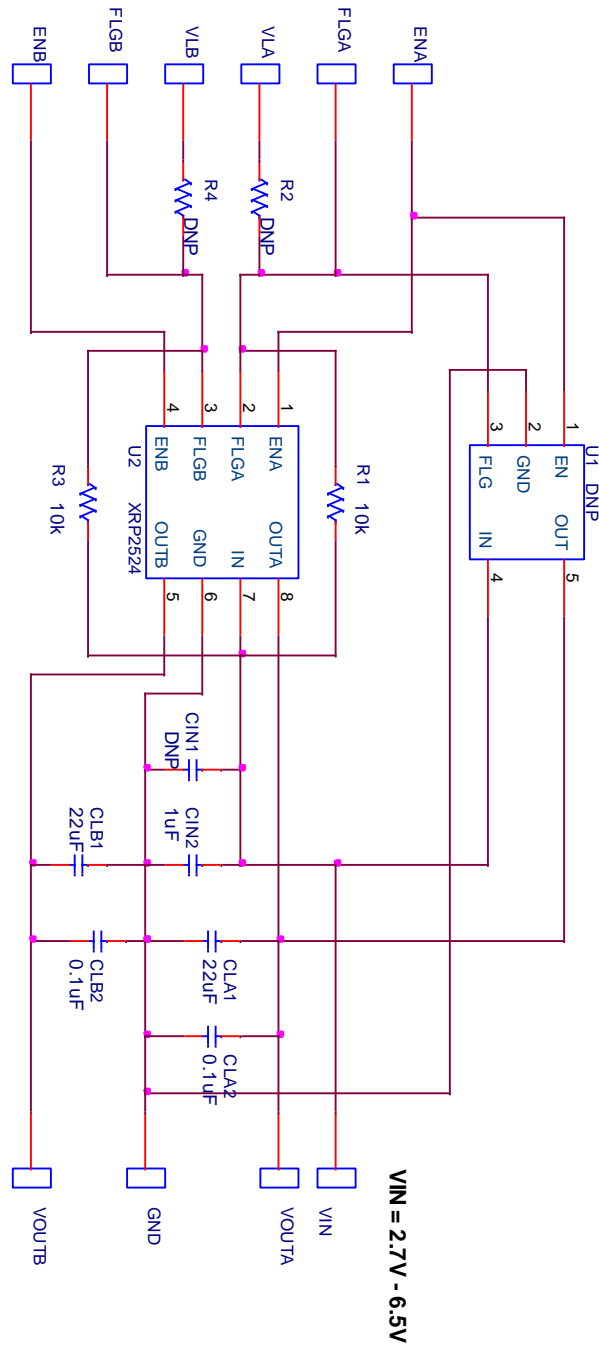 VIN = 2.7V - 6.5V
U1 DNP
1
EN
OUT
5
2
GND
3
FLG
IN
4
ENA
FLGA
VLA
VLB
FLGB
ENB
R2
DNP
R4
DNP
R1 10k
1
ENA
OUTA
8
2
FLGA
IN
7
3
FLGB
GND
6
4
ENB
OUTB
5
U2 XRP2524
R3 10k
CIN1
DNP
CIN2
1uF
CLB1
22uF
CLA1
22uF
CLB2
0.1uF
CLA2
0.1uF
VIN
VOUTA
GND
VOUTB